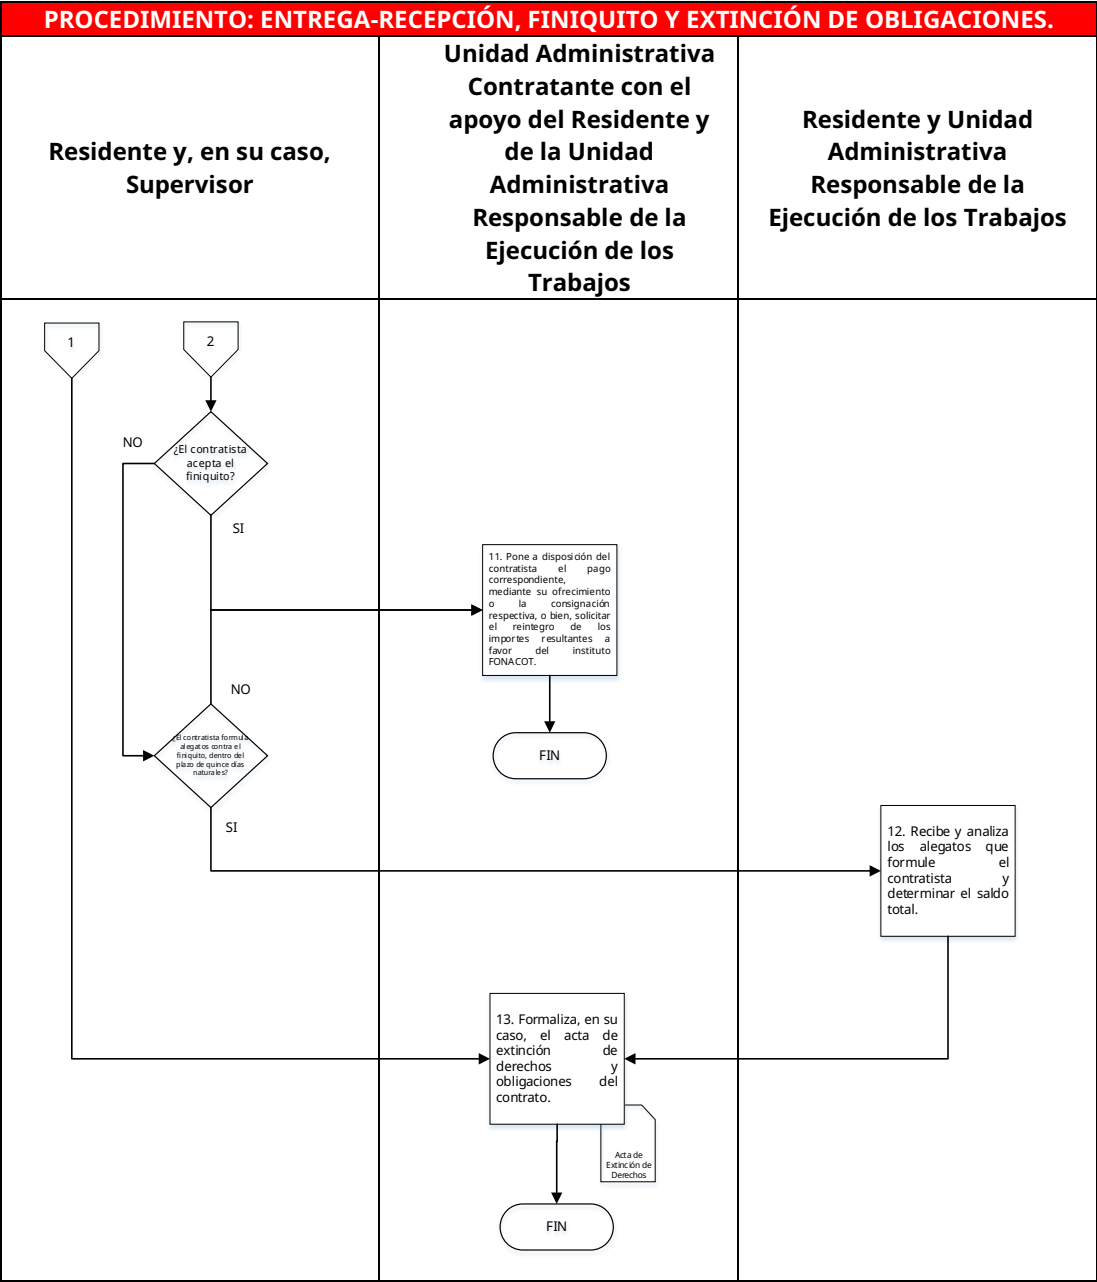 PROCEDIMIENTO: ENTREGA-RECEPCIÓN, FINIQUITO Y EXTINCIÓN DE OBLIGACIONES.
Residente y, en su caso,
Supervisor
Unidad Administrativa
Contratante con el
apoyo del Residente y
de la Unidad
Administrativa
Responsable de la
Ejecución de los
Trabajos
Residente y Unidad
Administrativa
Responsable de la
Ejecución de los Trabajos
1
2
NO
¿El contratista
acepta el
finiquito?
SI
11. Pone a disposición del
contratista el pago
correspondiente,
mediante su ofrecimiento
o la consignación
respectiva, o bien, solicitar
el reintegro de los
importes resultantes a
favor del instituto
FONACOT.
NO
¿El contratista formula
alegatos contra el
finiquito, dentro del
plazo de quince días
naturales?
FIN
SI
12. Recibe y analiza
los alegatos que
formule el
contratista y
determinar el saldo
total.
13. Formaliza, en su
caso, el acta de
extinción de
derechos y
obligaciones del
contrato.
Acta de
Extinción de
Derechos
FIN